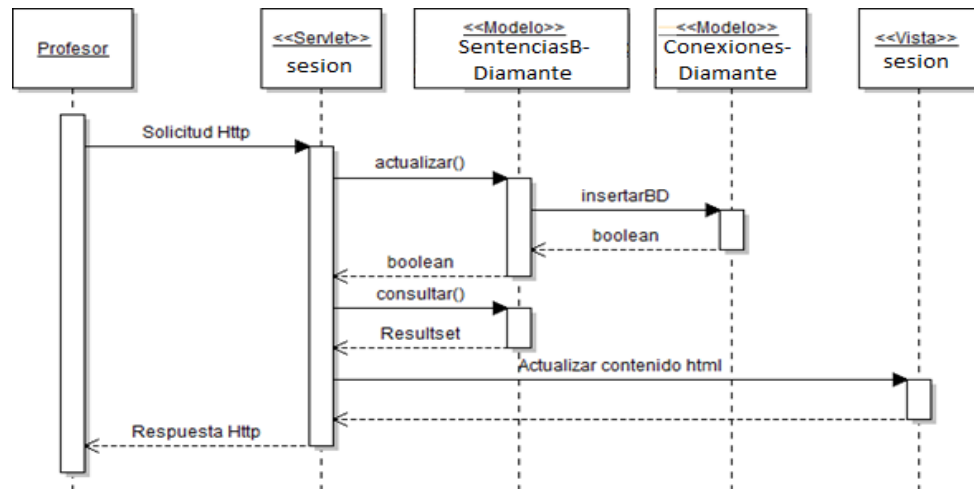 Profesor
<<Servlet>>
sesion
<<Modelo>>
SentenciasB-
Diamante
<<Modelo>>
Conexiones-
Diamante
<<Vista>>
sesion
Solicitud Http
actualizar()
insertarBD
boolean
boolean
consultar()
Resultset
Actualizar contenido html
Respuesta Http